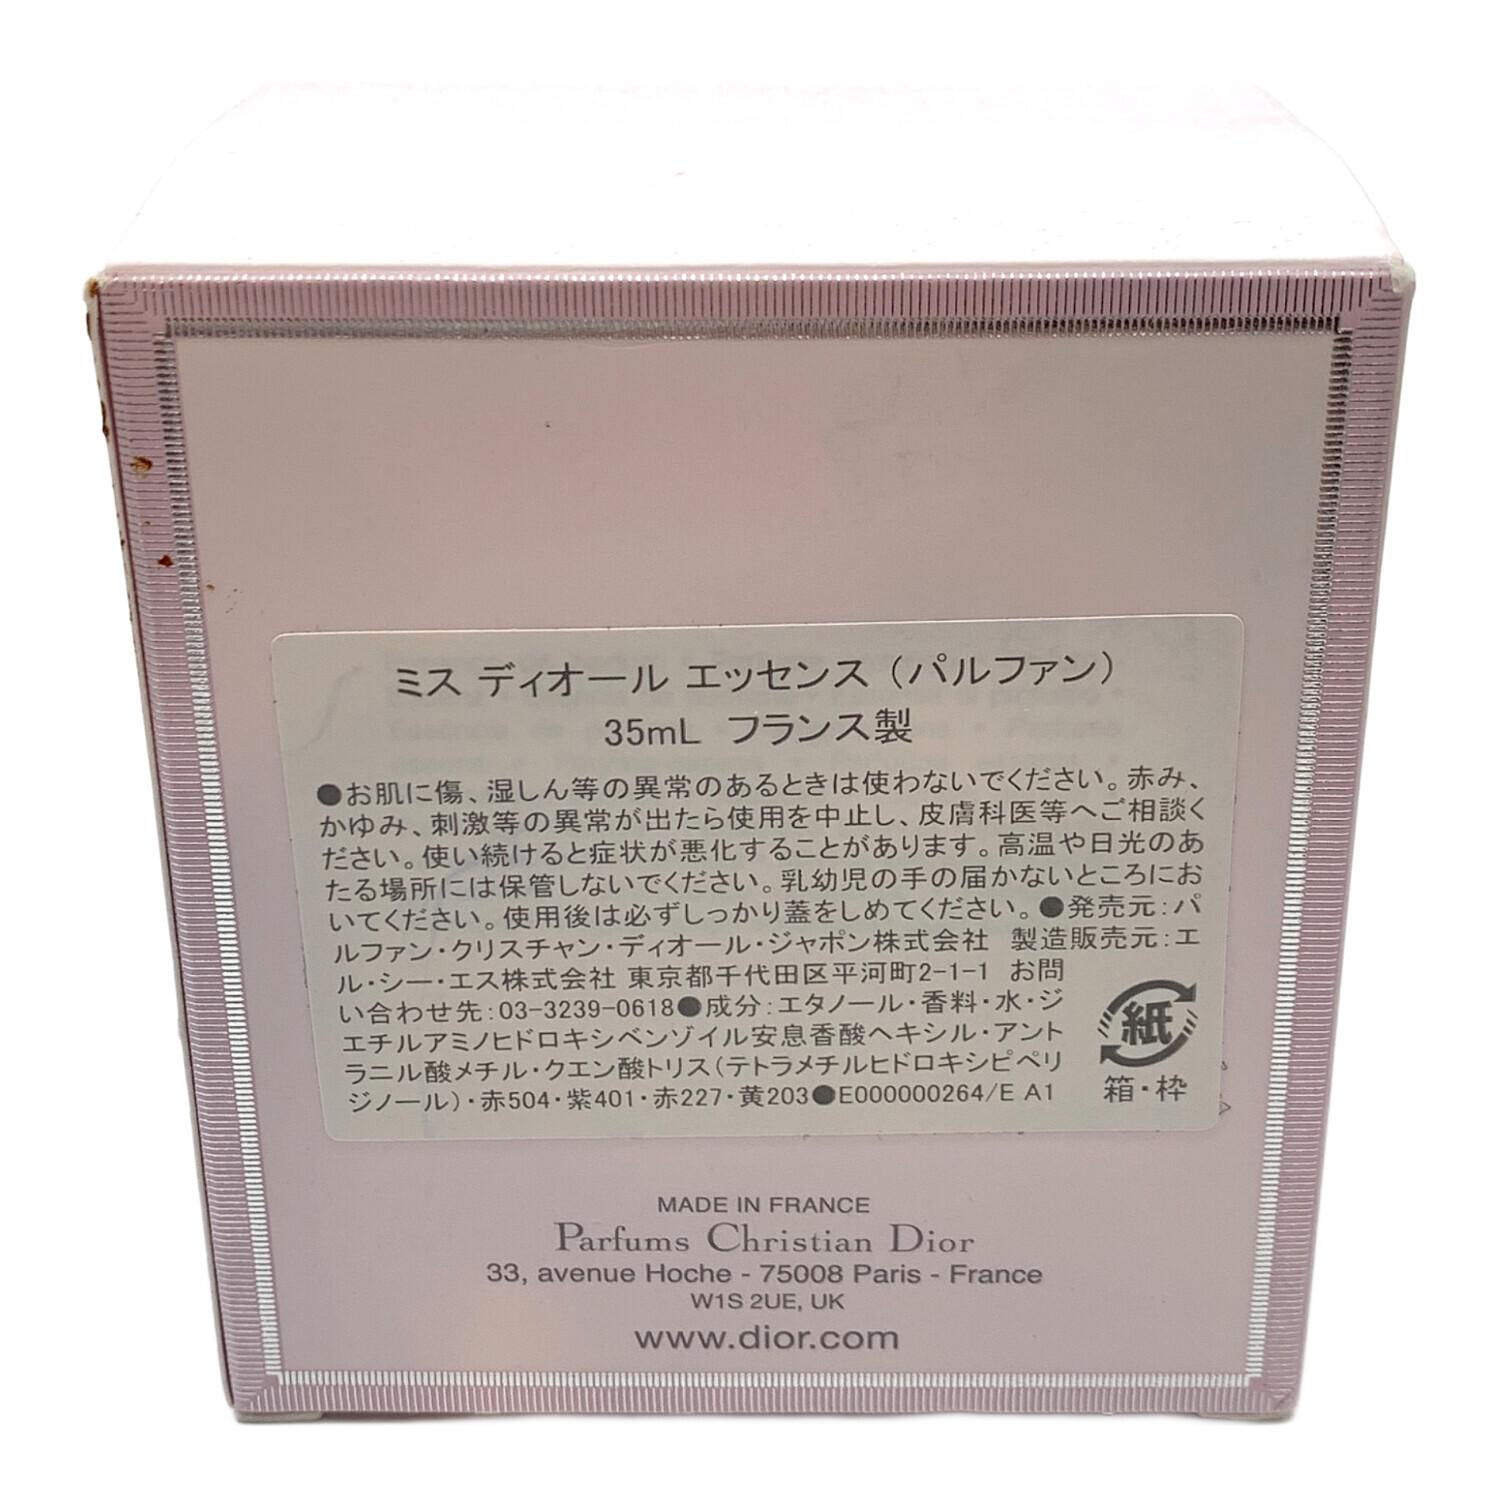 ミス ディオール エッセンス（パルファン）
35mL フランス製
●お肌に傷、湿しん等の異常のあるときは使わないでください。赤み、
かゆみ、刺激等の異常が出たら使用を中止し、皮膚科医等へご相談く
ださい。使い続けると症状が悪化することがあります。高温や日光のあ
たる場所には保管しないでください。乳幼児の手の届かないところにお
いてください。使用後は必ずしっかり蓋をしめてください。●発売元:パ
ルファン・クリスチャン・ディオール・ジャポン株式会社 製造販売元:エ
ル・シー・エス株式会社 東京都千代田区平河町2-1-1 お問
い合わせ先:03-3239-0618●成分:エタノール・香料・水・ジ
エチルアミノヒドロキシベンゾイル安息香酸ヘキシル・アント
ラニル酸メチル・クエン酸トリス(テトラメチルヒドロキシピペリ
ジノール)・赤504・紫401・赤227・黄203●E000000264/E A1
紙
箱・枠
MADE IN FRANCE
Parfums Christian Dior
33, avenue Hoche - 75008 Paris - France
W1S 2UE, UK
www.dior.com